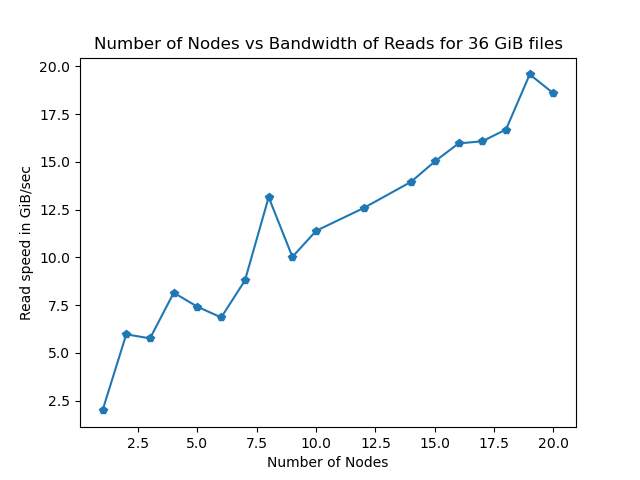 Number of Nodes vs Bandwidth of Reads for 36 GiB files
20.0
17.5
15.0
12.5
10.0
7.5
5.0
2.5
Read speed in GiB/sec
2.5 5.0 7.5 10.0 12.5 15.0 17.5 20.0
Number of Nodes